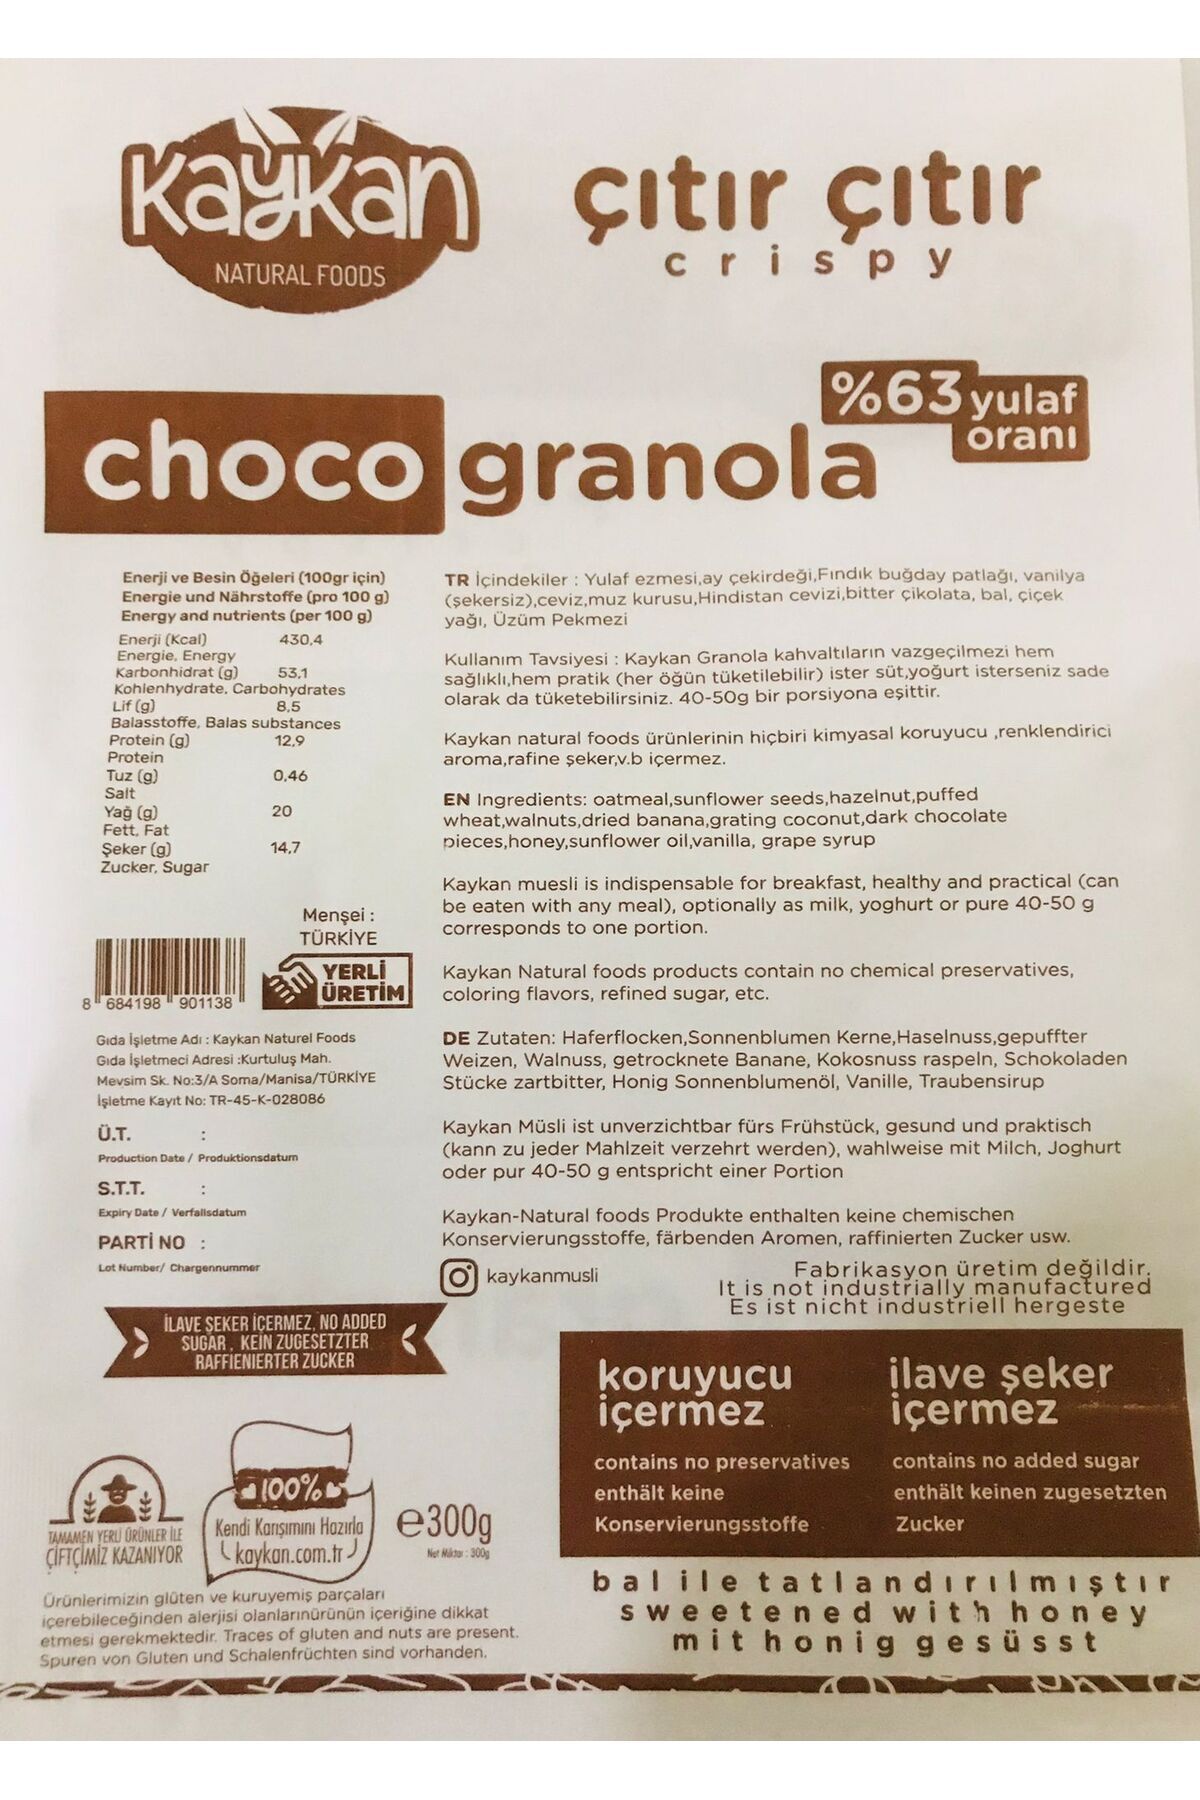 kaykan
NATURAL FOODS
çıtır çıtır
crispy
%63 yulaf
oranı
choco granola
Enerji ve Besin Öğeleri (100gr için)
Energie und Nährstoffe (pro 100 g)
Energy and nutrients (per 100 g)
Enerji (Kcal) 430,4
Energie, Energy
Karbonhidrat (g) 53,1
Kohlenhydrate, Carbohydrates
Lif (g) 8,5
Balasstoffe, Balas substances
Protein (g) 12,9
Protein
Tuz (g) 0,46
Salt
Yağ (g) 20
Fett, Fat
Şeker (g) 14,7
Zucker, Sugar
Menşei :
TÜRKİYE
YERLİ
ÜRETİM
8 684198 901138
Gıda İşletme Adı : Kaykan Naturel Foods
Gıda İşletmeci Adresi :Kurtuluş Mah.
Mevsim Sk. No:3/A Soma/Manisa/TÜRKİYE
İşletme Kayıt No: TR-45-K-028086
Ü.T. :
Production Date / Produktionsdatum
S.T.T. :
Expiry Date / Verfallsdatum
PARTİ NO :
Lot Number/ Chargennummer
TR İçindekiler : Yulaf ezmesi,ay çekirdeği,Fındık buğday patlağı, vanilya
(şekersiz),ceviz,muz kurusu,Hindistan cevizi,bitter çikolata, bal, çiçek
yağı, Üzüm Pekmezi
Kullanım Tavsiyesi : Kaykan Granola kahvaltıların vazgeçilmezi hem
sağlıklı,hem pratik (her öğün tüketilebilir) ister süt,yoğurt isterseniz sade
olarak da tüketebilirsiniz. 40-50g bir porsiyona eşittir.
Kaykan natural foods ürünlerinin hiçbiri kimyasal koruyucu ,renklendirici
aroma,rafine şeker,v.b içermez.
EN Ingredients: oatmeal,sunflower seeds,hazelnut,puffed
wheat,walnuts,dried banana,grating coconut,dark chocolate
pieces,honey,sunflower oil,vanilla, grape syrup
Kaykan muesli is indispensable for breakfast, healthy and practical (can
be eaten with any meal), optionally as milk, yoghurt or pure 40-50 g
corresponds to one portion.
Kaykan Natural foods products contain no chemical preservatives,
coloring flavors, refined sugar, etc.
DE Zutaten: Haferflocken,Sonnenblumen Kerne,Haselnuss,gepuffter
Weizen, Walnuss, getrocknete Banane, Kokosnuss raspeln, Schokoladen
Stücke zartbitter, Honig Sonnenblumenöl, Vanille, Traubensirup
Kaykan Müsli ist unverzichtbar fürs Frühstück, gesund und praktisch
(kann zu jeder Mahlzeit verzehrt werden), wahlweise mit Milch, Joghurt
oder pur 40-50 g entspricht einer Portion
Kaykan-Natural foods Produkte enthalten keine chemischen
Konservierungsstoffe, färbenden Aromen, raffinierten Zucker usw.
kaykanmusli
Fabrikasyon üretim değildir.
It is not industrially manufactured
Es ist nicht industriell hergeste
İLAVE ŞEKER İÇERMEZ, NO ADDED
SUGAR , KEIN ZUGESETZTER
RAFFIENIERTER ZUCKER
koruyucu
içermez
contains no preservatives
enthält keine
Konservierungsstoffe
ilave şeker
içermez
contains no added sugar
enthält keinen zugesetzten
Zucker
TAMAMEN YERLİ ÜRÜNLER İLE
ÇİFTÇİMİZ KAZANIYOR
100%
Kendi Karışımını Hazırla
kaykan.com.tr
e300g
Net Miktar : 300g
bal ile tatlandırılmıştır
sweetened with honey
mit honig gesüsst
Ürünlerimizin glüten ve kuruyemiş parçaları
içerebileceğinden alerjisi olanlarınürünün içeriğine dikkat
etmesi gerekmektedir. Traces of gluten and nuts are present.
Spuren von Gluten und Schalenfrüchten sind vorhanden.